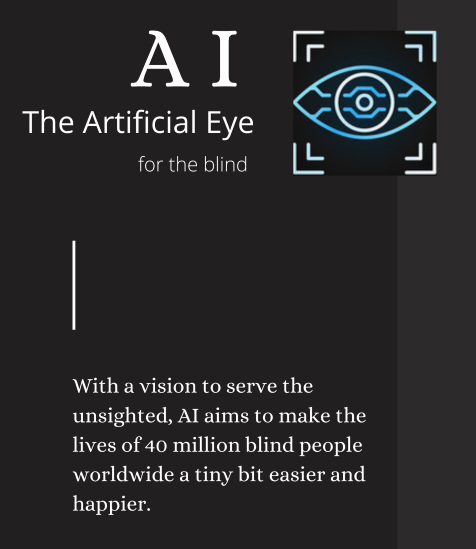 A I
The Artificial Eye
for the blind
With a vision to serve the
unsighted, AI aims to make the
lives of 40 million blind people
worldwide a tiny bit easier and
happier.